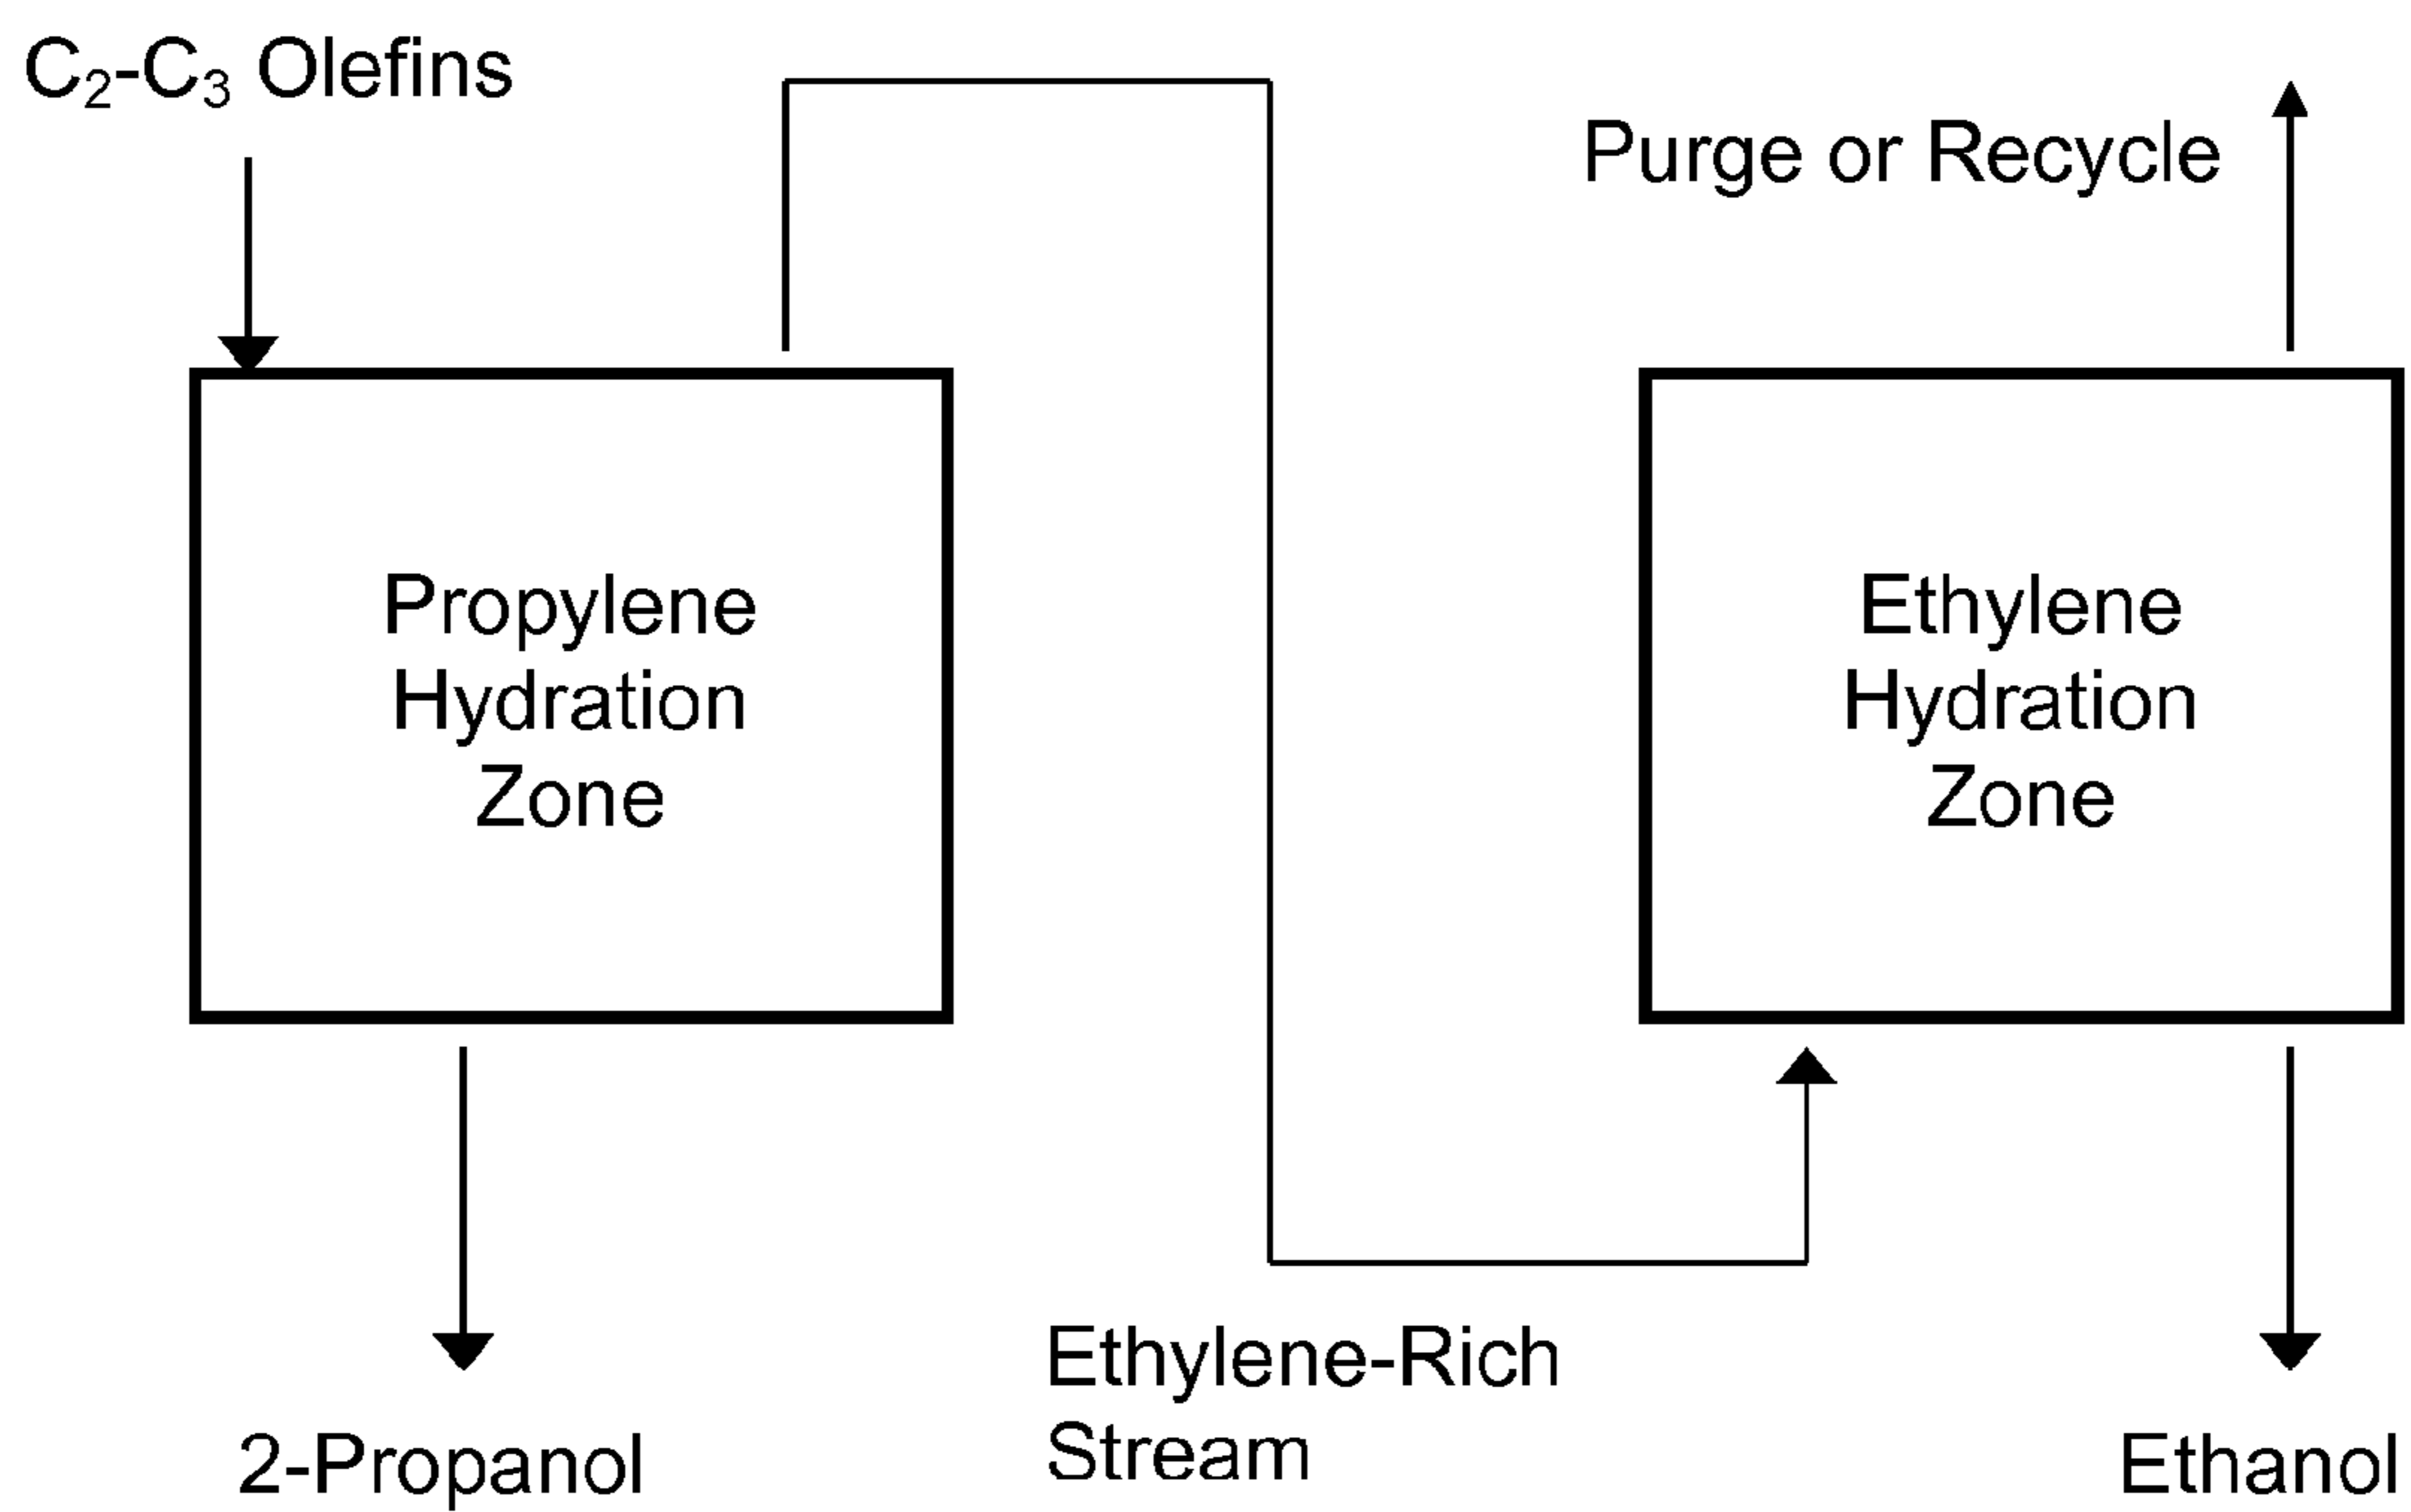 C₂-C₃ Olefins
Purge or Recycle
Propylene
Hydration
Zone
Ethylene
Hydration
Zone
Ethylene-Rich
Stream
2-Propanol
Ethanol